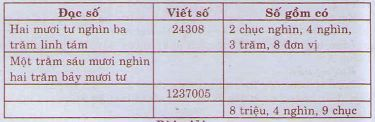 Đọc số Viết số Số gồm có
Hai mươi tư nghìn ba 24308 2 chục nghìn, 4 nghìn,
trăm linh tám 3 trăm, 8 đơn vị
Một trăm sáu mươi nghìn
hai trăm bảy mươi tư
1237005
8 triệu, 4 nghìn, 9 chục